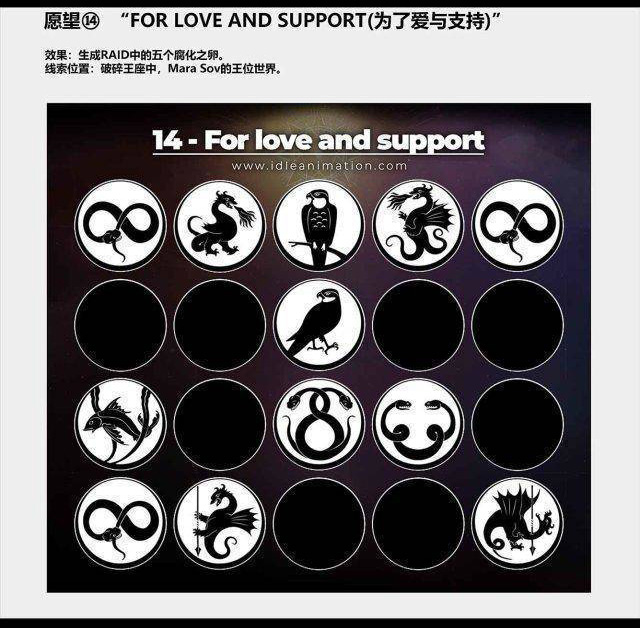 愿望⑭ “FOR LOVE AND SUPPORT(为了爱与支持)”
效果：生成RAID中的五个腐化之卵。
线索位置：破碎王座中，Mara Sov的王位世界。
14 - For love and support
www.idleanimation.com